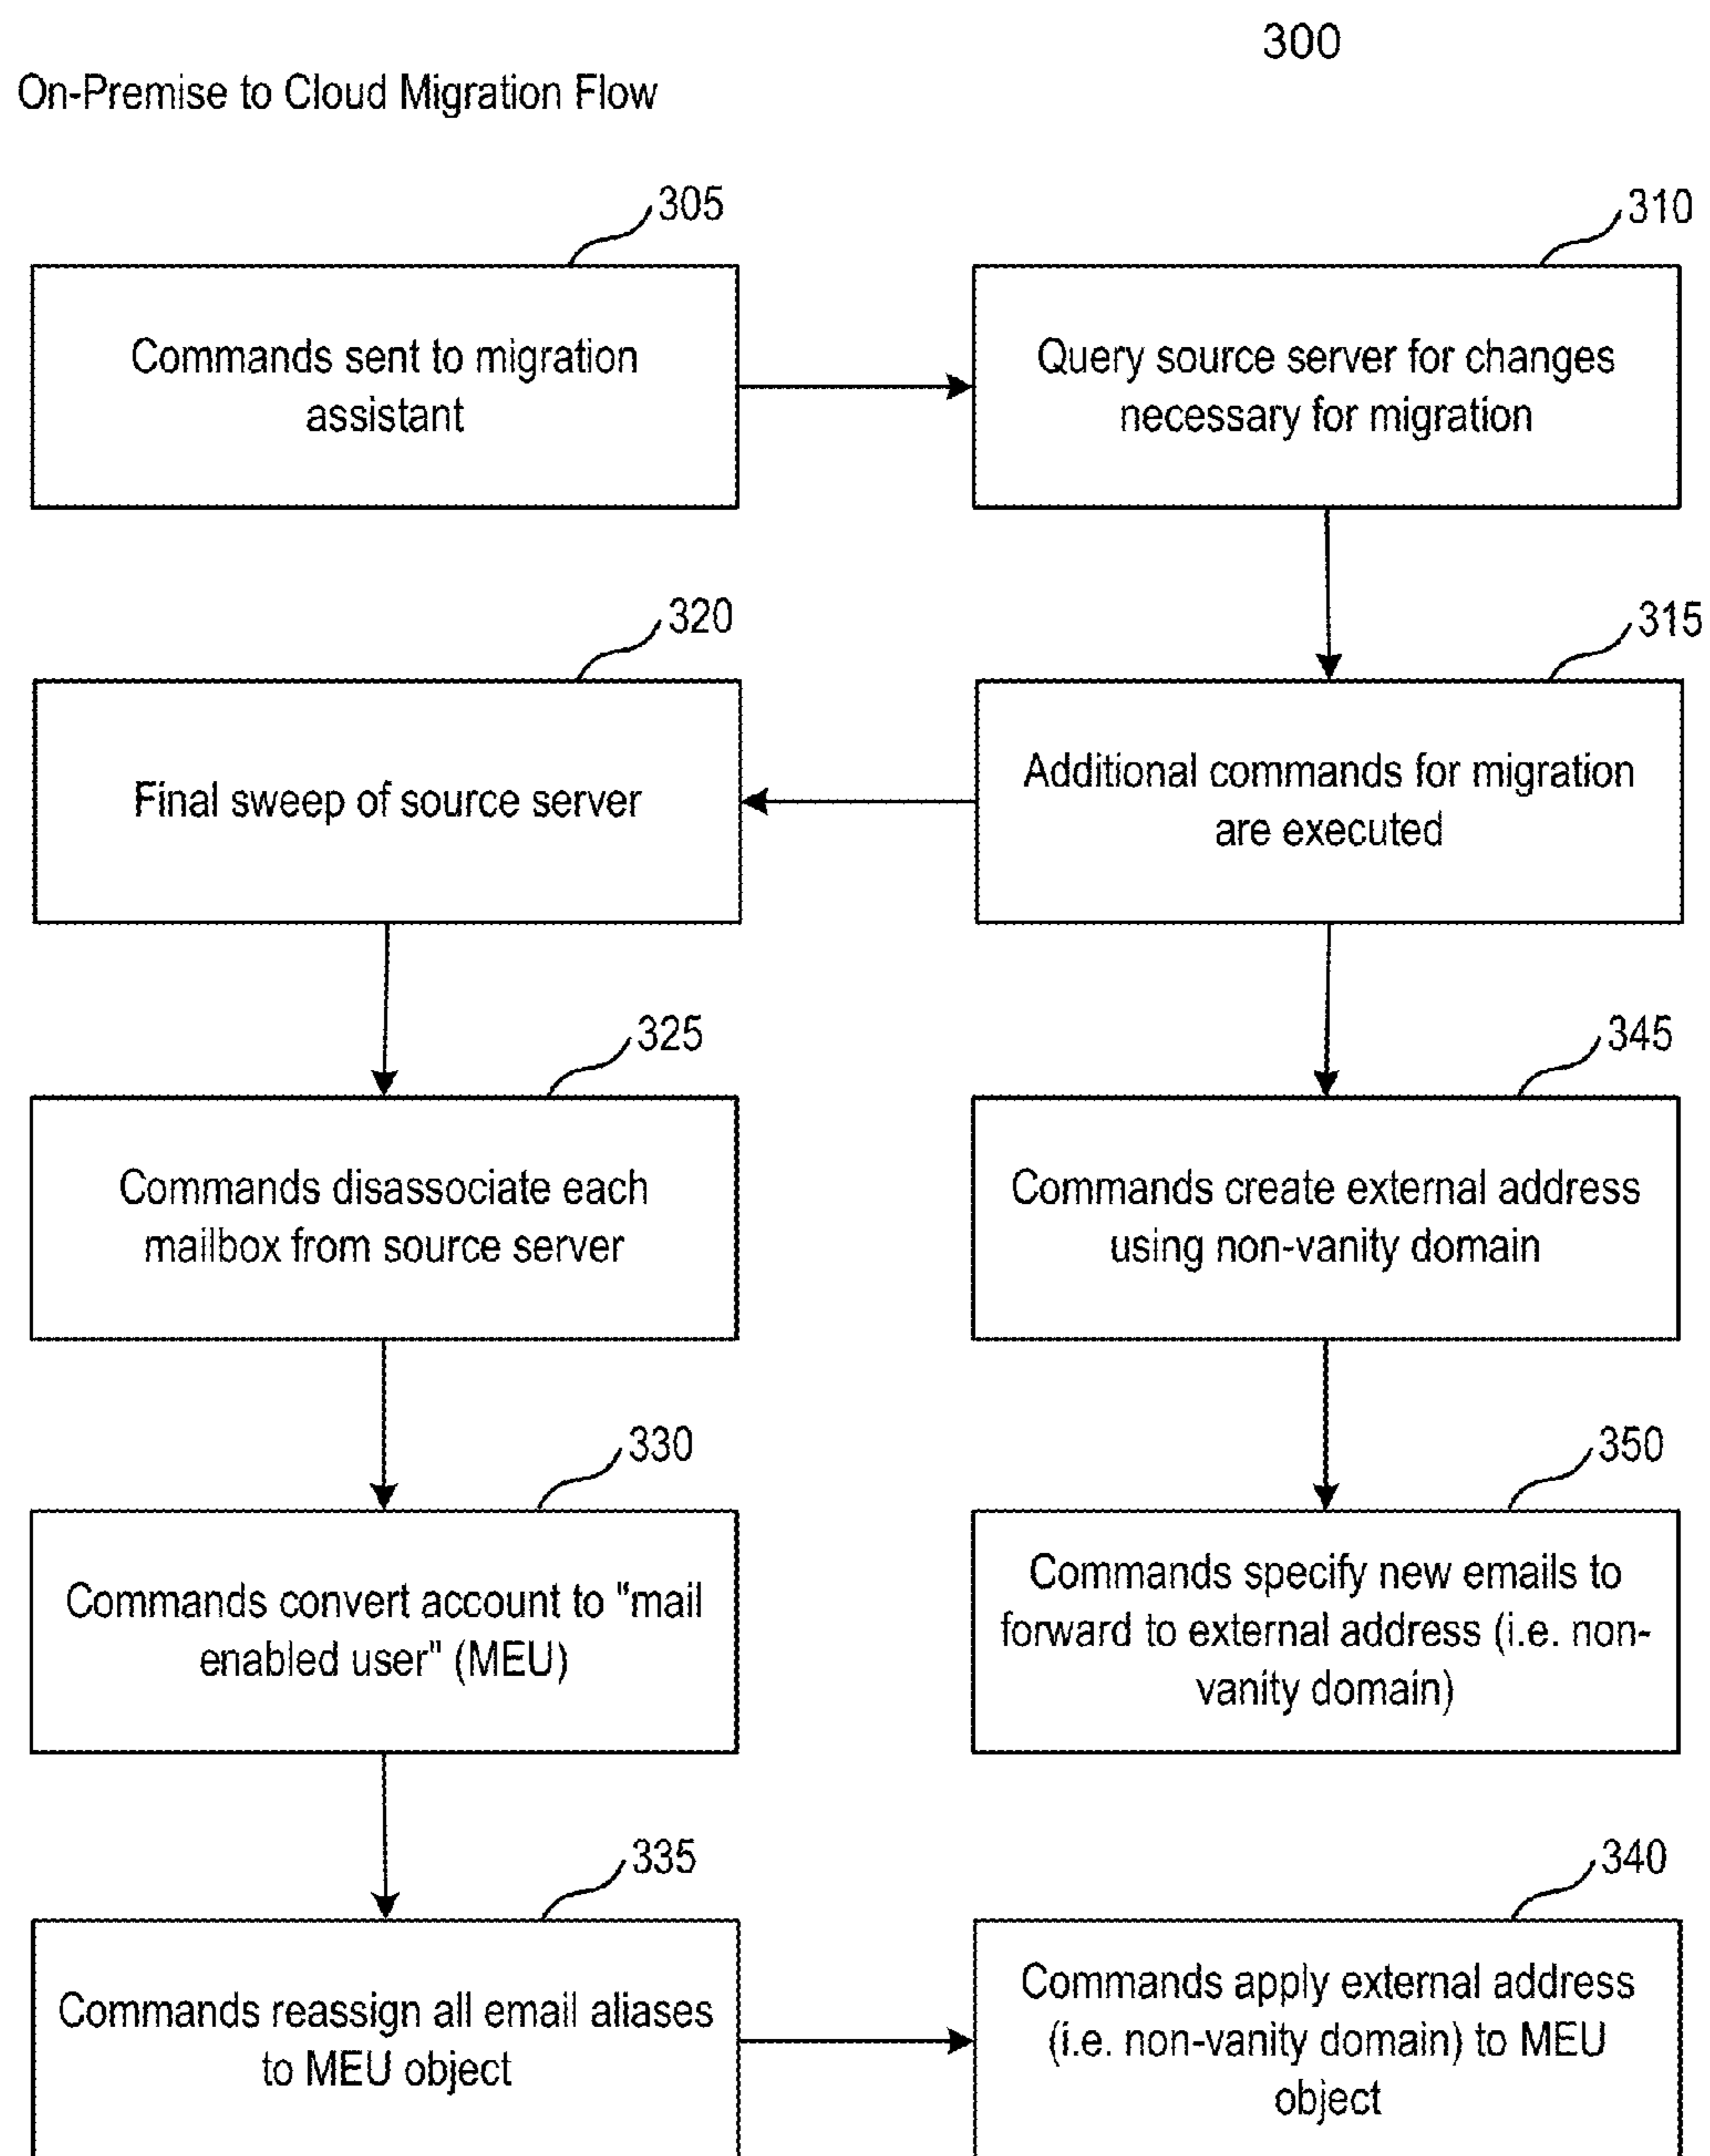 300
On-Premise to Cloud Migration Flow
305
Commands sent to migration
assistant
310
Query source server for changes
necessary for migration
320
Final sweep of source server
315
Additional commands for migration
are executed
325
Commands disassociate each
mailbox from source server
345
Commands create external address
using non-vanity domain
330
Commands convert account to "mail
enabled user" (MEU)
350
Commands specify new emails to
forward to external address (i.e. non-
vanity domain)
335
Commands reassign all email aliases
to MEU object
340
Commands apply external address
(i.e. non-vanity domain) to MEU
object